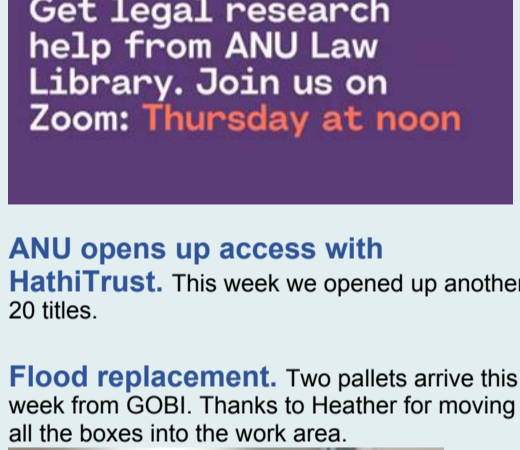 Get legal research
help from ANU Law
Library. Join us on
Zoom: Thursday at noon
ANU opens up access with
HathiTrust. This week we opened up another
20 titles.
Flood replacement. Two pallets arrive this
week from GOBI. Thanks to Heather for moving
all the boxes into the work area.